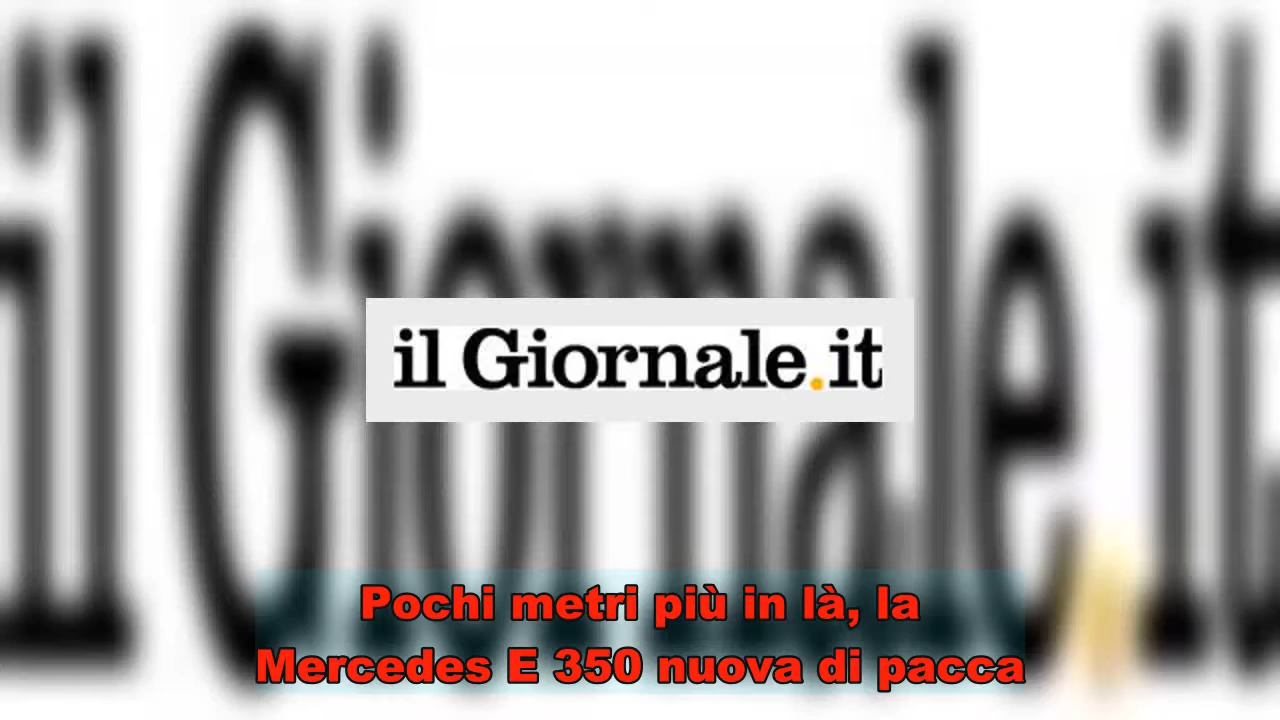 il Giornale.it
Pochi metri più in là, la
Mercedes E 350 nuova di pacca